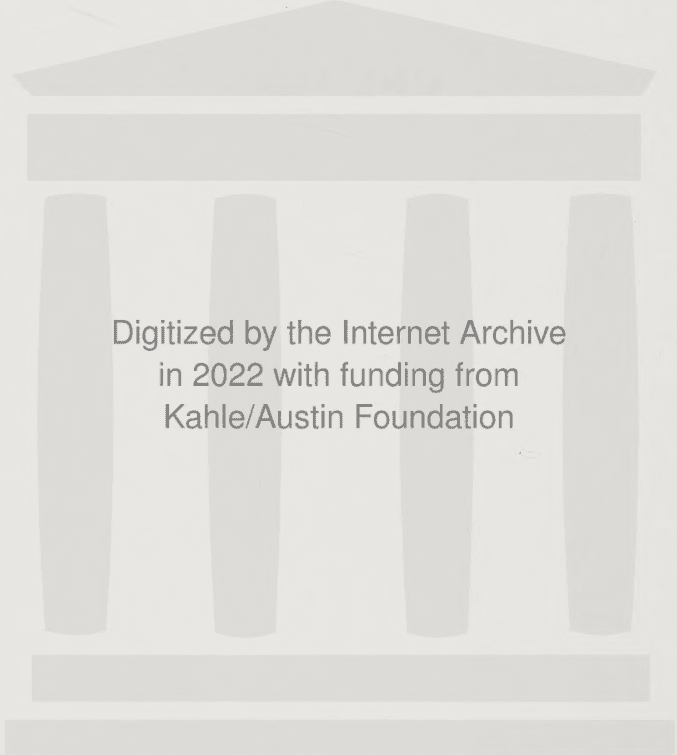 Digitized by the Internet Archive
in 2022 with funding from
Kahle/Austin Foundation